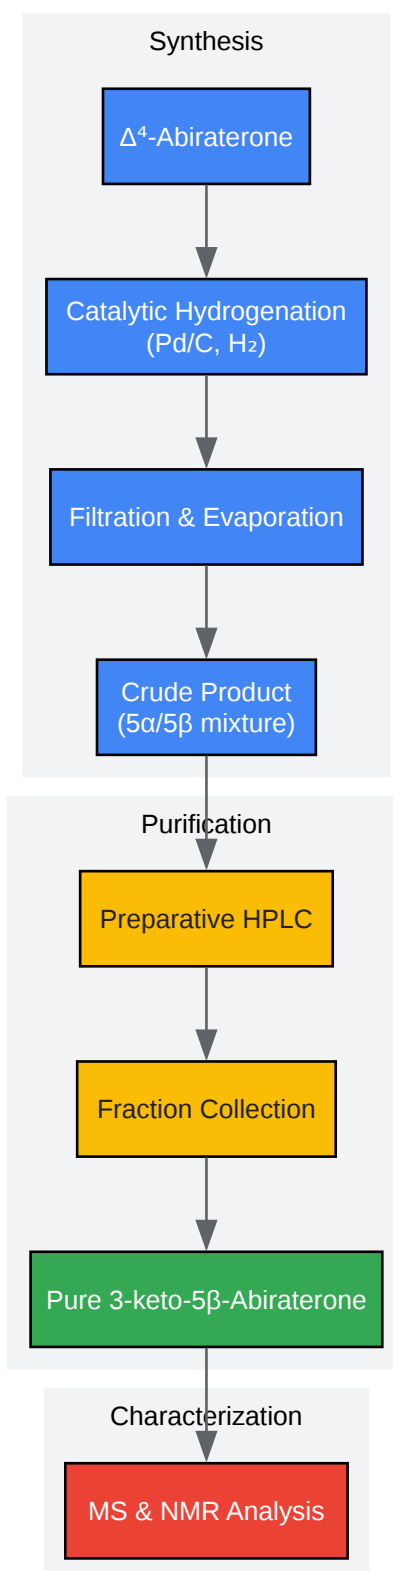 Synthesis
Δ⁴-Abiraterone
Catalytic Hydrogenation
(Pd/C, H₂)
Filtration & Evaporation
Crude Product
(5α/5β mixture)
Purification
Preparative HPLC
Fraction Collection
Pure 3-keto-5β-Abiraterone
Characterization
MS & NMR Analysis